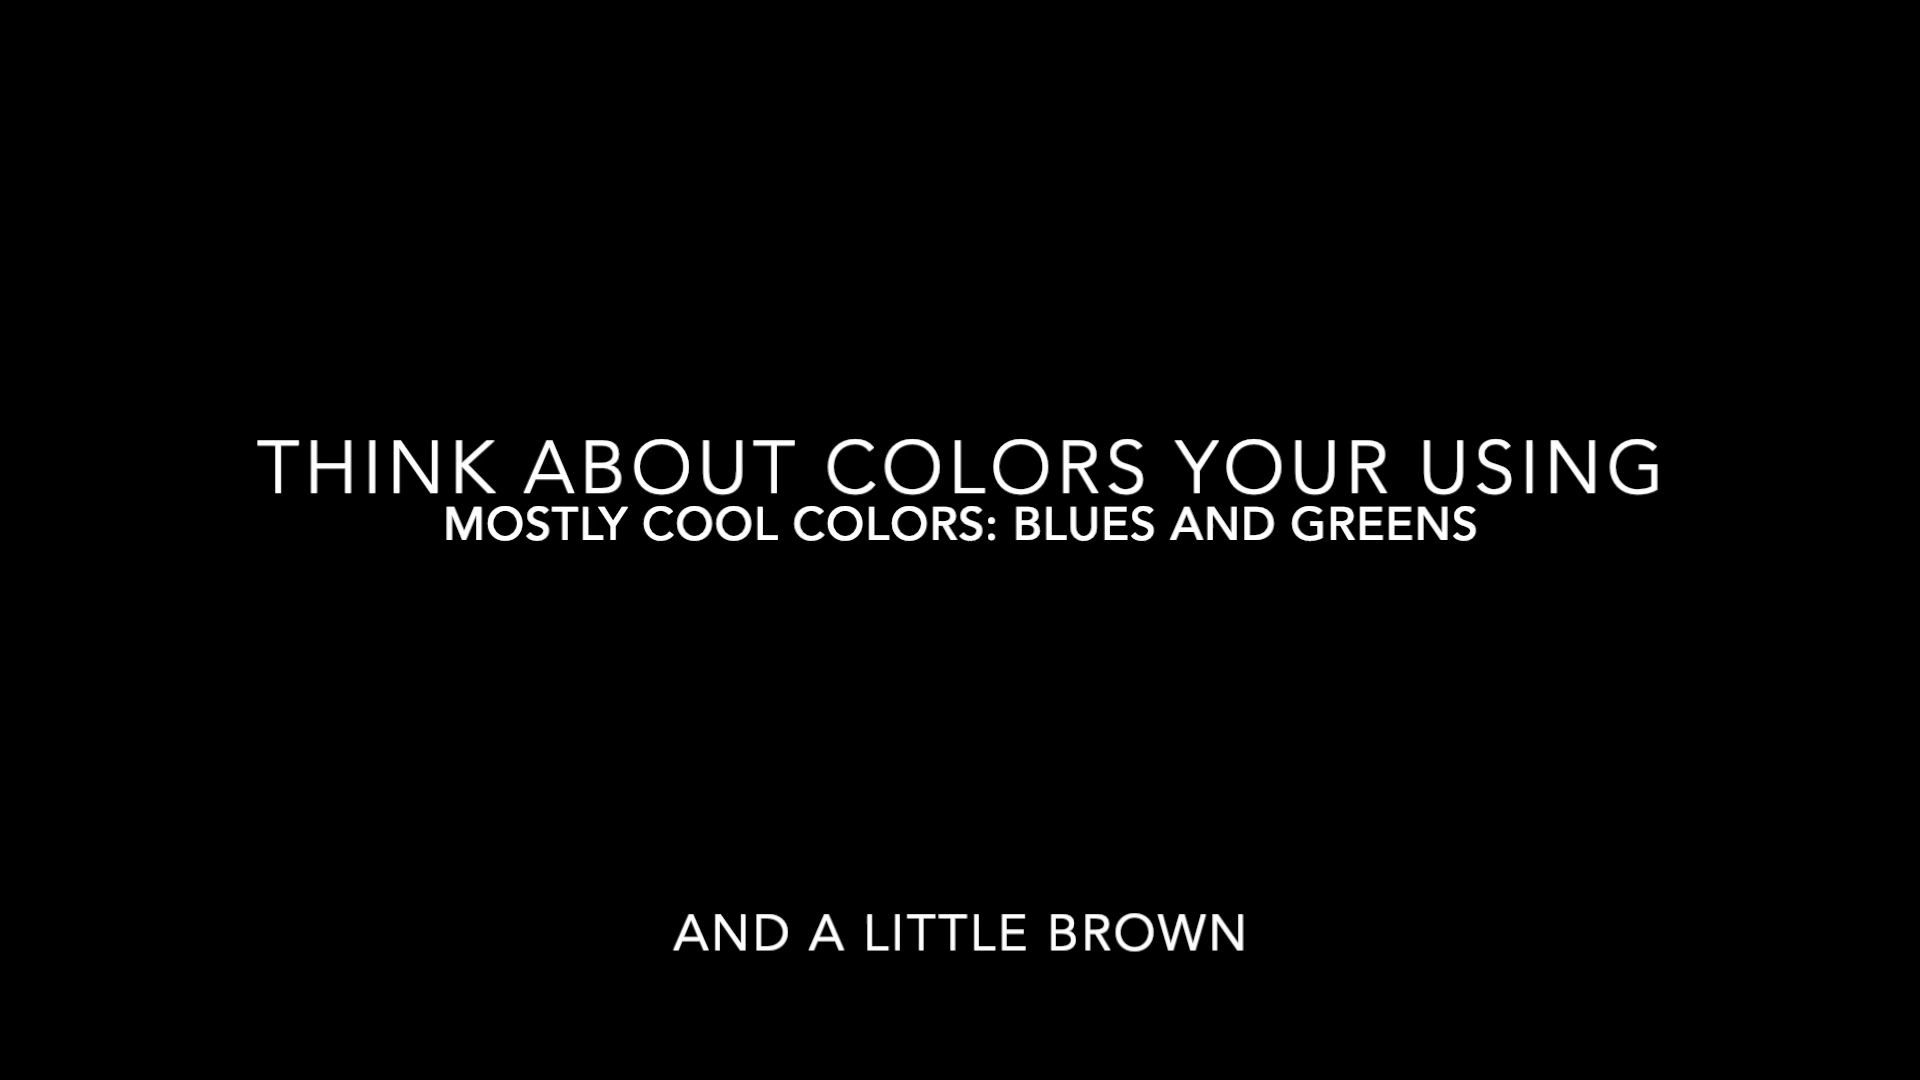 THINK ABOUT COLORS YOUR USING
MOSTLY COOL COLORS: BLUES AND GREENS
AND A LITTLE BROWN